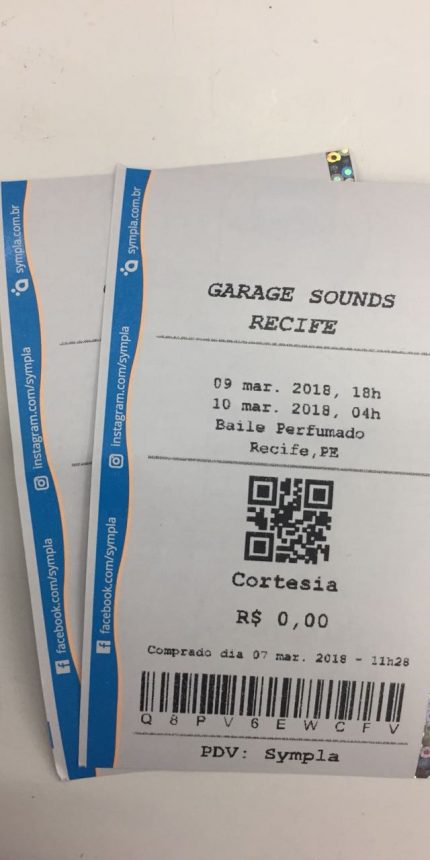 GARAGE SOUNDS
RECIFE
09 mar. 2018, 18h
10 mar. 2018, 04h
Baile Perfumado
Recife,PE
Cortesia
R$ 0,00
Comprado dia 07 mar. 2018 - 11h28
Q8PV6EWCFV
PDV: Sympla
sympla.com.br
instagram.com/sympla
facebook.com/sympla
sympla.com.br
instagram.com/sympla
facebook.com/sympla